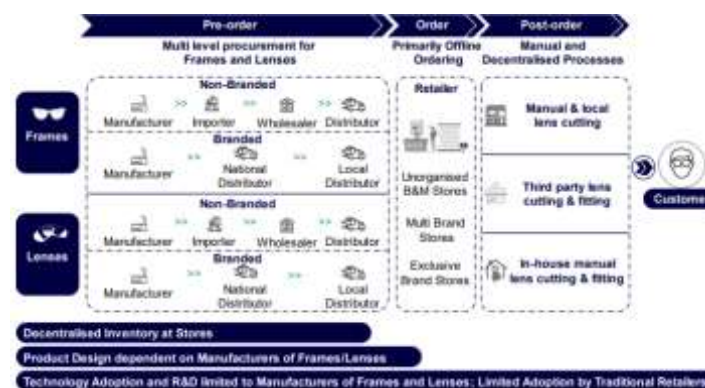 Pre-order
Order
Post-order
Multi level procurement for
Frames and Lenses
Primarily Offline
Ordering
Manual and
Decentralised Processes
Frames
Non-Branded
>> >> >>
Manufacturer Importer Wholesaler Distributor
Branded
>> >>
Manufacturer National
Distributor Local
Distributor
Lenses
Non-Branded
>> >> >>
Manufacturer Importer Wholesaler Distributor
Branded
>> >>
Manufacturer National
Distributor Local
Distributor
Retailer
Unorganised
B&M Stores
Multi Brand
Stores
Exclusive
Brand Stores
Manual & local
lens cutting
Third party lens
cutting & fitting
In-house manual
lens cutting & fitting
Custome
Decentralised Inventory at Stores
Product Design dependent on Manufacturers of Frames/Lenses
Technology Adoption and R&D limited to Manufacturers of Frames and Lenses; Limited Adoption by Traditional Retailers